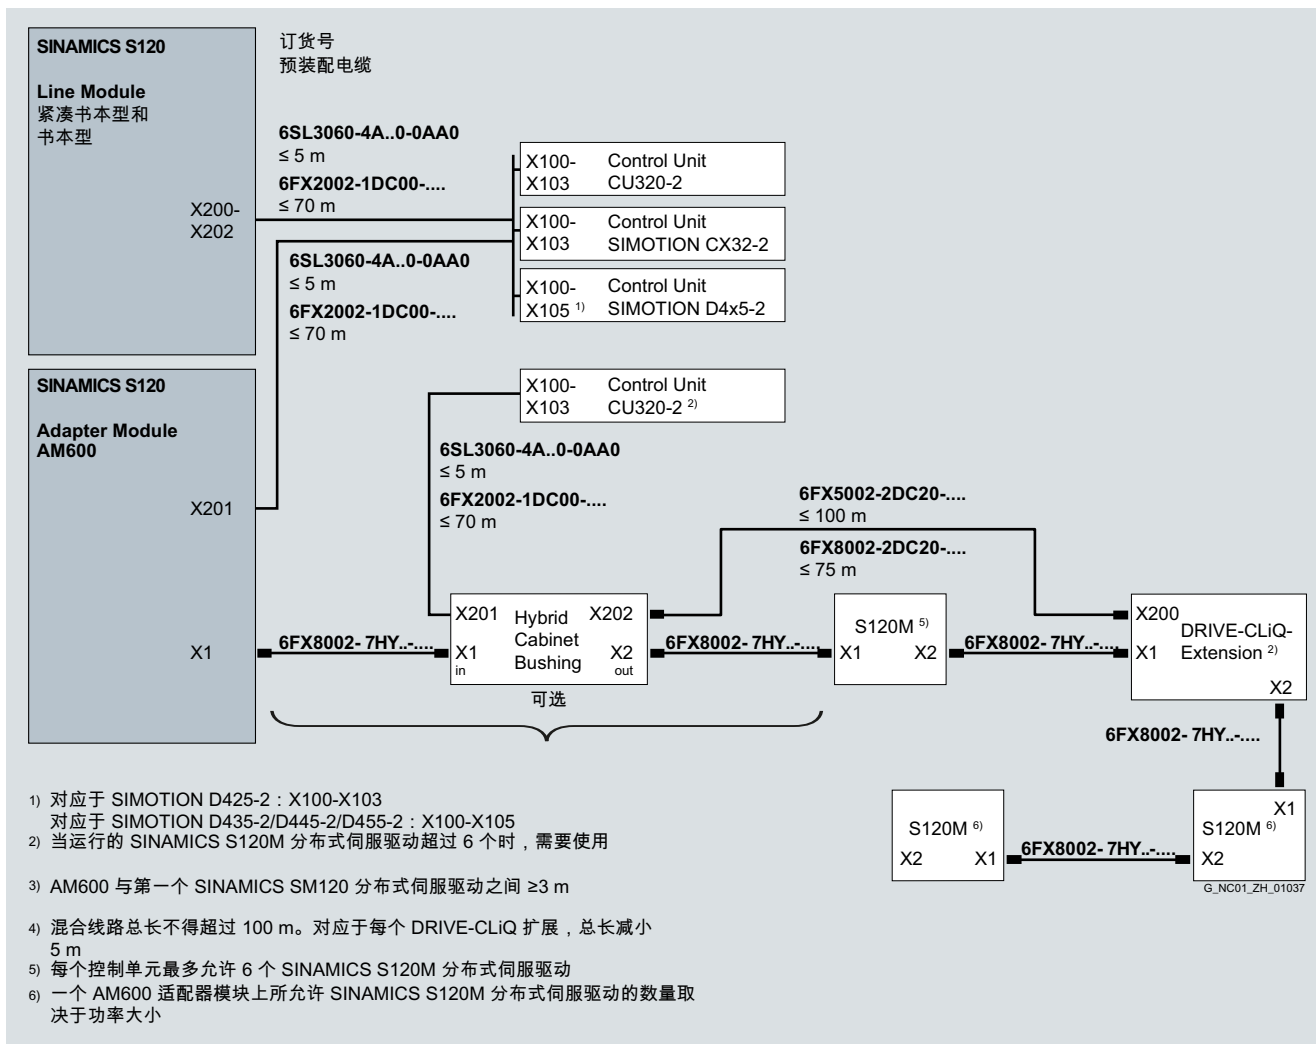 SINAMICS S120
Line Module
紧凑书本型和
书本型
X200-
X202
订货号
预装配电缆
6SL3060-4A..0-0AA0
≤ 5 m
6FX2002-1DC00-....
≤ 70 m
X100-
X103
Control Unit
CU320-2
X100-
X103
Control Unit
SIMOTION CX32-2
X100-
X105 1)
Control Unit
SIMOTION D4x5-2
6SL3060-4A..0-0AA0
≤ 5 m
6FX2002-1DC00-....
≤ 70 m
SINAMICS S120
Adapter Module
AM600
X201
X1
X100-
X103
Control Unit
CU320-2 2)
6SL3060-4A..0-0AA0
≤ 5 m
6FX2002-1DC00-....
≤ 70 m
6FX5002-2DC20-....
≤ 100 m
6FX8002-2DC20-....
≤ 75 m
6FX8002- 7HY..-....
X201
X1
in
Hybrid
Cabinet
Bushing
X202
X2
out
可选
6FX8002- 7HY..-....
S120M 5)
X1
X2
6FX8002- 7HY..-....
X200
X1
DRIVE-CLiQ-
Extension 2)
X2
6FX8002- 7HY..-....
X1
S120M 6)
X2
6FX8002- 7HY..-....
S120M 6)
X2
X1
G_NC01_ZH_01037
1) 对应于 SIMOTION D425-2：X100-X103
对应于 SIMOTION D435-2/D445-2/D455-2：X100-X105
2) 当运行的 SINAMICS S120M 分布式伺服驱动超过 6 个时，需要使用
3) AM600 与第一个 SINAMICS SM120 分布式伺服驱动之间 ≥3 m
4) 混合线路总长不得超过 100 m。对应于每个 DRIVE-CLiQ 扩展，总长减小
5 m
5) 每个控制单元最多允许 6 个 SINAMICS S120M 分布式伺服驱动
6) 一个 AM600 适配器模块上所允许 SINAMICS S120M 分布式伺服驱动的数量取
决于功率大小